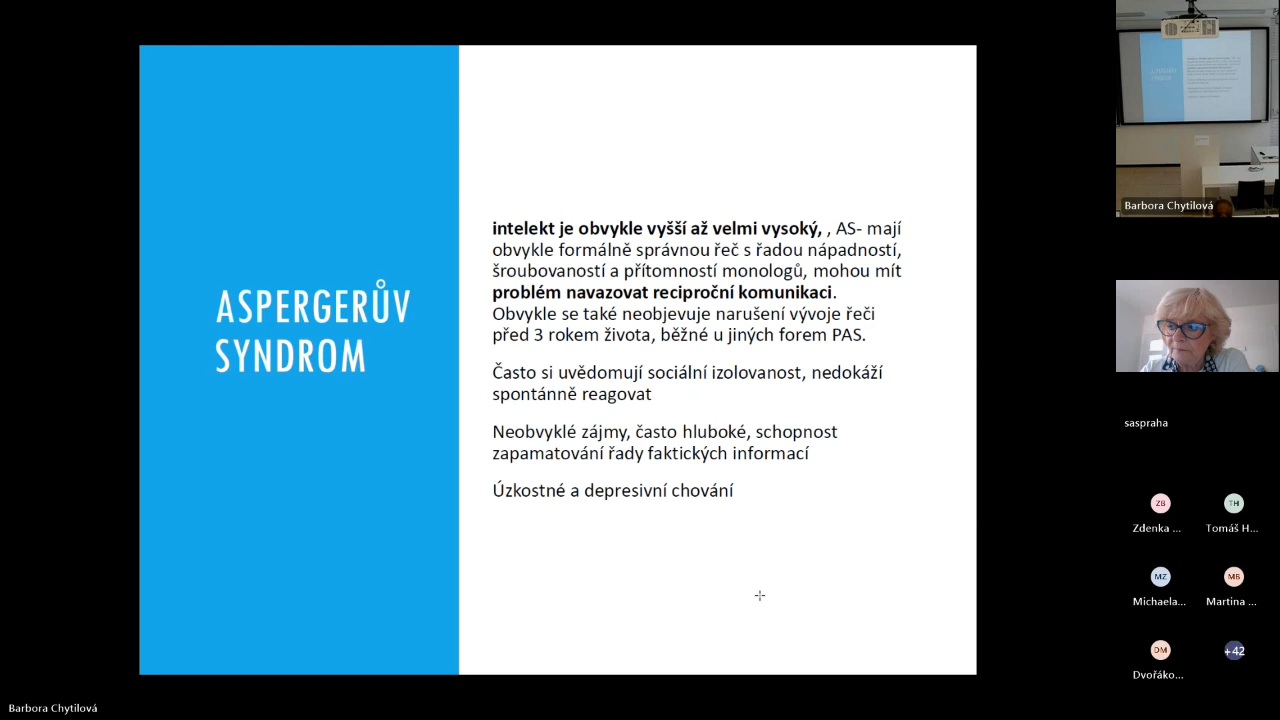 ASPERGERŮV
SYNDROM
intelekt je obvykle vyšší až velmi vysoký, , AS- mají
obvykle formálně správnou řeč s řadou nápadností,
šroubovaností a přítomností monologů, mohou mít
problém navazovat reciproční komunikaci.
Obvykle se také neobjevuje narušení vývoje řeči
před 3 rokem života, běžné u jiných forem PAS.
Často si uvědomují sociální izolovanost, nedokáží
spontánně reagovat
Neobvyklé zájmy, často hluboké, schopnost
zapamatování řady faktických informací
Úzkostné a depresivní chování
Barbora Chytilová
saspraha
ZB
TH
Zdenka ...
Tomáš H...
MZ
MB
Michaela...
Martina ...
DM
+42
Dvořáko...
Barbora Chytilová